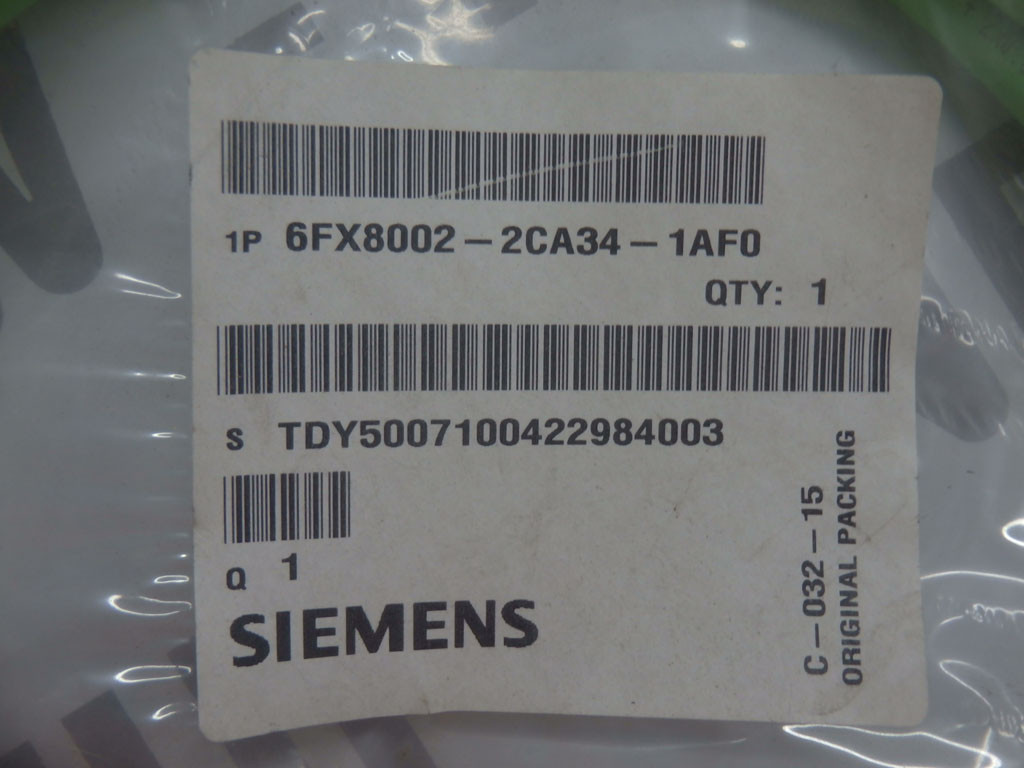 1P 6FX8002-2CA34-1AF0
QTY: 1
S TDY5007100422984003
Q 1
SIEMENS
C-032-15
ORIGINAL PACKING